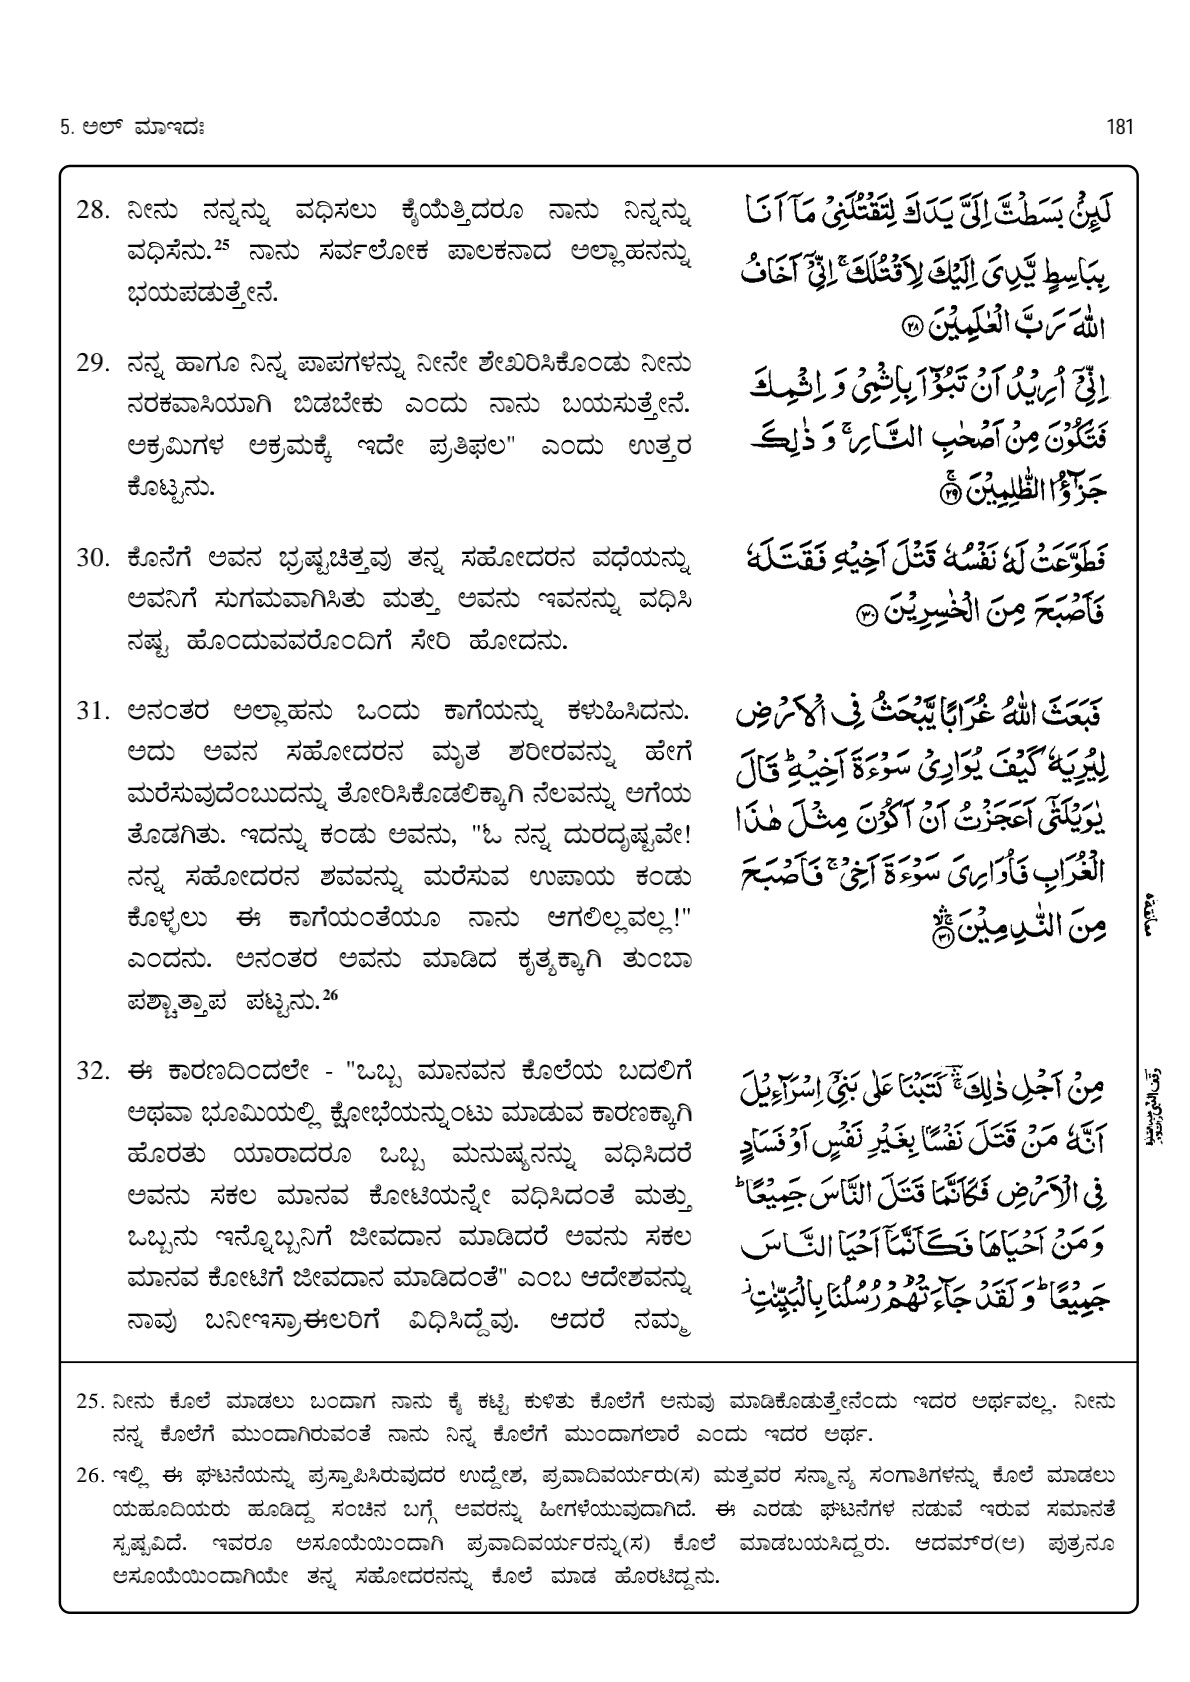 5. ಅಲ್ ಮಾಇದಃ
181
28. ನೀನು ನನ್ನನ್ನು ವಧಿಸಲು ಕೈಯೆತ್ತಿದರೂ ನಾನು ನಿನ್ನನ್ನು
ವಧಿಸೆನು.25 ನಾನು ಸರ್ವಲೋಕ ಪಾಲಕನಾದ ಅಲ್ಲಾಹನನ್ನು
ಭಯಪಡುತ್ತೇನೆ.
لَئِنْۢ بَسَطْتَّ اِلَیَّ یَدَكَ لِتَقْتُلَنِیْ مَاۤ اَنَا
بِبَاسِطٍ یَّدِیَ اِلَیْكَ لِاَقْتُلَكَ ۚ اِنِّیْۤ اَخَافُ
اللّٰهَ رَبَّ الْعٰلَمِیْنَ ﴿۲۸﴾
29. ನನ್ನ ಹಾಗೂ ನಿನ್ನ ಪಾಪಗಳನ್ನು ನೀನೇ ಶೇಖರಿಸಿಕೊಂಡು ನೀನು
ನರಕವಾಸಿಯಾಗಿ ಬಿಡಬೇಕು ಎಂದು ನಾನು ಬಯಸುತ್ತೇನೆ.
ಅಕ್ರಮಿಗಳ ಅಕ್ರಮಕ್ಕೆ ಇದೇ ಪ್ರತಿಫಲ" ಎಂದು ಉತ್ತರ
ಕೊಟ್ಟನು.
اِنِّیْۤ اُرِیْدُ اَنْ تَبُوْٓاَ بِاِثْمِیْ وَ اِثْمِكَ
فَتَكُوْنَ مِنْ اَصْحٰبِ النَّارِ ۚ وَ ذٰلِكَ
جَزٰٓؤُا الظّٰلِمِیْنَ ﴿۲۹﴾ ۚ
30. ಕೊನೆಗೆ ಅವನ ಭ್ರಷ್ಟಚಿತ್ತವು ತನ್ನ ಸಹೋದರನ ವಧೆಯನ್ನು
ಅವನಿಗೆ ಸುಗಮವಾಗಿಸಿತು ಮತ್ತು ಅವನು ಇವನನ್ನು ವಧಿಸಿ
ನಷ್ಟ ಹೊಂದುವವರೊಂದಿಗೆ ಸೇರಿ ಹೋದನು.
فَطَوَّعَتْ لَهٗ نَفْسُهٗ قَتْلَ اَخِیْهِ فَقَتَلَهٗ
فَاَصْبَحَ مِنَ الْخٰسِرِیْنَ ﴿۳۰﴾
31. ಅನಂತರ ಅಲ್ಲಾಹನು ಒಂದು ಕಾಗೆಯನ್ನು ಕಳುಹಿಸಿದನು.
ಅದು ಅವನ ಸಹೋದರನ ಮೃತ ಶರೀರವನ್ನು ಹೇಗೆ
ಮರೆಸುವುದೆಂಬುದನ್ನು ತೋರಿಸಿಕೊಡಲಿಕ್ಕಾಗಿ ನೆಲವನ್ನು ಅಗೆಯ
ತೊಡಗಿತು. ಇದನ್ನು ಕಂಡು ಅವನು, "ಓ ನನ್ನ ದುರದೃಷ್ಟವೇ!
ನನ್ನ ಸಹೋದರನ ಶವವನ್ನು ಮರೆಸುವ ಉಪಾಯ ಕಂಡು
ಕೊಳ್ಳಲು ಈ ಕಾಗೆಯಂತೆಯೂ ನಾನು ಆಗಲಿಲ್ಲವಲ್ಲ!"
ಎಂದನು. ಅನಂತರ ಅವನು ಮಾಡಿದ ಕೃತ್ಯಕ್ಕಾಗಿ ತುಂಬಾ
ಪಶ್ಚಾತ್ತಾಪ ಪಟ್ಟನು.26
فَبَعَثَ اللّٰهُ غُرَابًا یَّبْحَثُ فِی الْاَرْضِ
لِیُرِیَهٗ كَیْفَ یُوَارِیْ سَوْءَةَ اَخِیْهِ ؕ قَالَ
یٰوَیْلَتٰۤی اَعَجَزْتُ اَنْ اَكُوْنَ مِثْلَ هٰذَا
الْغُرَابِ فَاُوَارِیَ سَوْءَةَ اَخِیْ ۚ فَاَصْبَحَ
مِنَ النّٰدِمِیْنَ ﴿۳۱﴾
معانقة
32. ಈ ಕಾರಣದಿಂದಲೇ - "ಒಬ್ಬ ಮಾನವನ ಕೊಲೆಯ ಬದಲಿಗೆ
ಅಥವಾ ಭೂಮಿಯಲ್ಲಿ ಕ್ಷೋಭೆಯನ್ನುಂಟು ಮಾಡುವ ಕಾರಣಕ್ಕಾಗಿ
ಹೊರತು ಯಾರಾದರೂ ಒಬ್ಬ ಮನುಷ್ಯನನ್ನು ವಧಿಸಿದರೆ
ಅವನು ಸಕಲ ಮಾನವ ಕೋಟಿಯನ್ನೇ ವಧಿಸಿದಂತೆ ಮತ್ತು
ಒಬ್ಬನು ಇನ್ನೊಬ್ಬನಿಗೆ ಜೀವದಾನ ಮಾಡಿದರೆ ಅವನು ಸಕಲ
ಮಾನವ ಕೋಟಿಗೆ ಜೀವದಾನ ಮಾಡಿದಂತೆ" ಎಂಬ ಆದೇಶವನ್ನು
ನಾವು ಬನೀಇಸ್ರಾಈಲರಿಗೆ ವಿಧಿಸಿದ್ದೆವು. ಆದರೆ ನಮ್ಮ
مِنْ اَجْلِ ذٰلِكَ ۛۚ كَتَبْنَا عَلٰی بَنِیْۤ اِسْرَآءِیْلَ
اَنَّهٗ مَنْ قَتَلَ نَفْسًۢا بِغَیْرِ نَفْسٍ اَوْ فَسَادٍ
فِی الْاَرْضِ فَكَاَنَّمَا قَتَلَ النَّاسَ جَمِیْعًا ؕ
وَ مَنْ اَحْیَاهَا فَكَاَنَّمَاۤ اَحْیَا النَّاسَ
جَمِیْعًا ؕ وَ لَقَدْ جَآءَتْهُمْ رُسُلُنَا بِالْبَیِّنٰتِ ؗ
25. ನೀನು ಕೊಲೆ ಮಾಡಲು ಬಂದಾಗ ನಾನು ಕೈ ಕಟ್ಟಿ ಕುಳಿತು ಕೊಲೆಗೆ ಅನುವು ಮಾಡಿಕೊಡುತ್ತೇನೆಂದು ಇದರ ಅರ್ಥವಲ್ಲ. ನೀನು
ನನ್ನ ಕೊಲೆಗೆ ಮುಂದಾಗಿರುವಂತೆ ನಾನು ನಿನ್ನ ಕೊಲೆಗೆ ಮುಂದಾಗಲಾರೆ ಎಂದು ಇದರ ಅರ್ಥ.
26. ಇಲ್ಲಿ ಈ ಘಟನೆಯನ್ನು ಪ್ರಸ್ತಾಪಿಸಿರುವುದರ ಉದ್ದೇಶ, ಪ್ರವಾದಿವರ್ಯರು(ಸ) ಮತ್ತವರ ಸನ್ಮಾನ್ಯ ಸಂಗಾತಿಗಳನ್ನು ಕೊಲೆ ಮಾಡಲು
ಯಹೂದಿಯರು ಹೂಡಿದ್ದ ಸಂಚಿನ ಬಗ್ಗೆ ಅವರನ್ನು ಹೀಗಳೆಯುವುದಾಗಿದೆ. ಈ ಎರಡು ಘಟನೆಗಳ ನಡುವೆ ಇರುವ ಸಮಾನತೆ
ಸ್ಪಷ್ಟವಿದೆ. ಇವರೂ ಅಸೂಯೆಯಿಂದಾಗಿ ಪ್ರವಾದಿವರ್ಯರನ್ನು(ಸ) ಕೊಲೆ ಮಾಡಬಯಸಿದ್ದರು. ಆದಮ್‌ರ(ಅ) ಪುತ್ರನೂ
ಅಸೂಯೆಯಿಂದಾಗಿಯೇ ತನ್ನ ಸಹೋದರನನ್ನು ಕೊಲೆ ಮಾಡ ಹೊರಟಿದ್ದನು.